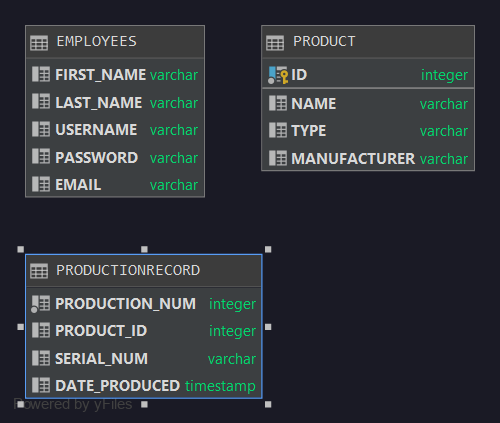 EMPLOYEES
FIRST_NAME varchar
LAST_NAME varchar
USERNAME varchar
PASSWORD varchar
EMAIL varchar
PRODUCT
ID integer
NAME varchar
TYPE varchar
MANUFACTURER varchar
PRODUCTIONRECORD
PRODUCTION_NUM integer
PRODUCT_ID integer
SERIAL_NUM varchar
DATE_PRODUCED timestamp
Powered by yFiles